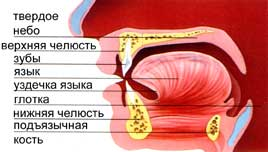 твердое
небо
верхняя челюсть
зубы
язык
уздечка языка
глотка
нижняя челюсть
подъязычная
кость